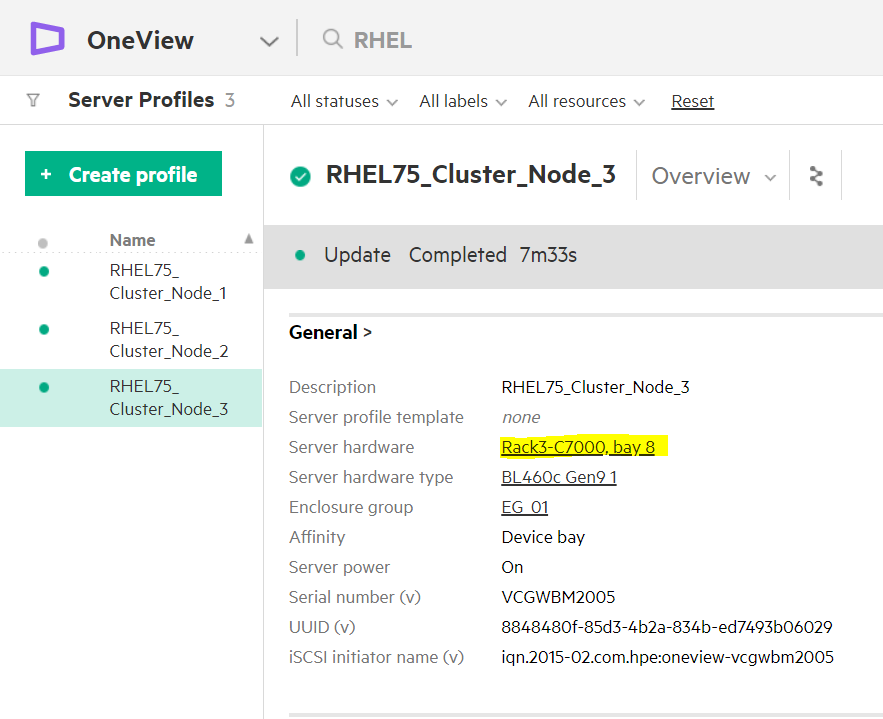 OneView RHEL
Server Profiles 3 All statuses All labels All resources Reset
+ Create profile
Name
RHEL75_
Cluster_Node_1
RHEL75_
Cluster_Node_2
RHEL75_
Cluster_Node_3
RHEL75_Cluster_Node_3 Overview
Update Completed 7m33s
General >
Description RHEL75_Cluster_Node_3
Server profile template none
Server hardware Rack3-C7000, bay 8
Server hardware type BL460c Gen9 1
Enclosure group EG_01
Affinity Device bay
Server power On
Serial number (v) VCGWBM2005
UUID (v) 8848480f-85d3-4b2a-834b-ed7493b06029
iSCSI initiator name (v) iqn.2015-02.com.hpe:oneview-vcgwbm2005